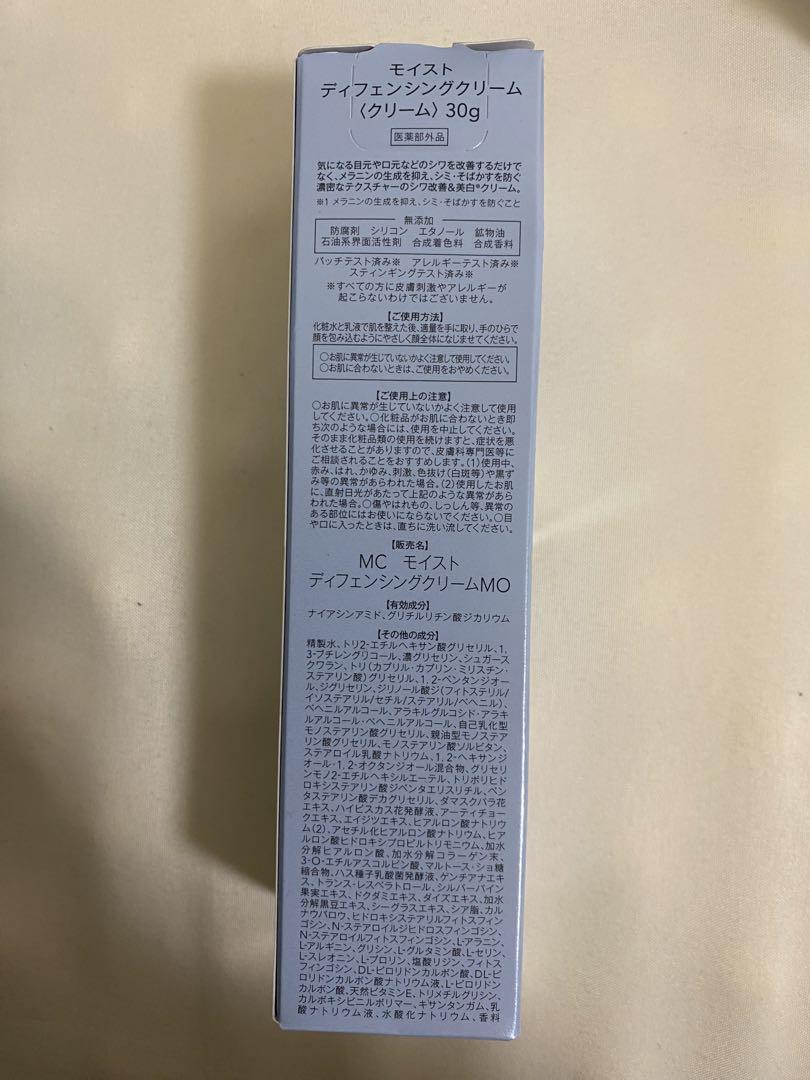 モイスト
ディフェンシングクリーム
〈クリーム〉 30g
医薬部外品
気になる目元や口元などのシワを改善するだけで
なく、メラニンの生成を抑え、シミ・そばかすを防ぐ
濃密なテクスチャーのシワ改善&美白※クリーム。
※1 メラニンの生成を抑え、シミ・そばかすを防ぐこと
無添加
防腐剤 シリコン エタノール 鉱物油
石油系界面活性剤 合成着色料 合成香料
パッチテスト済み※ アレルギーテスト済み※
スティンギングテスト済み※
※すべての方に皮膚刺激やアレルギーが
起こらないわけではございません。
【ご使用方法】
化粧水と乳液で肌を整えた後、適量を手に取り、手のひらで
顔を包み込むようにやさしく顔全体になじませてください。
○お肌に異常が生じていないかよく注意して使用してください。
○お肌に合わないときは、ご使用をおやめください。
【ご使用上の注意】
○お肌に異常が生じていないかよく注意して使用
してください。○化粧品がお肌に合わないとき即
ち次のような場合には、使用を中止してください。
そのまま化粧品類の使用を続けますと、症状を悪
化させることがありますので、皮膚科専門医等に
ご相談されることをおすすめします。(1)使用中、
赤み、はれ、かゆみ、刺激、色抜け(白斑等)や黒ず
み等の異常があらわれた場合。(2)使用したお肌
に、直射日光があたって上記のような異常があら
われた場合。○傷やはれもの、しっしん等、異常の
ある部位にはお使いにならないでください。○目
や口に入ったときは、直ちに洗い流してください。
【販売名】
MC モイスト
ディフェンシングクリームMO
【有効成分】
ナイアシンアミド、グリチルリチン酸ジカリウム
【その他の成分】
精製水、トリ2-エチルヘキサン酸グリセリル、1,
3-ブチレングリコール、濃グリセリン、シュガース
クワラン、トリ(カプリル・カプリン・ミリスチン・
ステアリン酸)グリセリル、1,2-ペンタンジオー
ル、ジグリセリン、ジリノール酸ジ(フィトステリル/
イソステアリル/セチル/ステアリル/ベヘニル)、
ベヘニルアルコール、アラキルグルコシド・アラキ
ルアルコール・ベヘニルアルコール、自己乳化型
モノステアリン酸グリセリル、親油型モノステア
リン酸グリセリル、モノステアリン酸ソルビタン、
ステアロイル乳酸ナトリウム、1,2-ヘキサンジ
オール・1,2-オクタンジオール混合物、グリセリ
ンモノ2-エチルヘキシルエーテル、トリポリヒド
ロキシステアリン酸ジペンタエリスリチル、ペン
タステアリン酸デカグリセリル、ダマスクバラ花
エキス、ハイビスカス花発酵液、アーティチョー
クエキス、エイジツエキス、ヒアルロン酸ナトリウ
ム(2)、アセチル化ヒアルロン酸ナトリウム、ヒア
ルロン酸ヒドロキシプロピルトリモニウム、加水
分解ヒアルロン酸、加水分解コラーゲン末、
3-O-エチルアスコルビン酸、マルトース・ショ糖
縮合物、ハス種子乳酸菌発酵液、ゲンチアナエキ
ス、トランス-レスベラトロール、シルバーバイン
果実エキス、ドクダミエキス、ダイズエキス、加水
分解黒豆エキス、シーグラスエキス、シア脂、カル
ナウバロウ、ヒドロキシステアリルフィトスフィン
ゴシン、N-ステアロイルジヒドロスフィンゴシン、
N-ステアロイルフィトスフィンゴシン、L-アラニン、
L-アルギニン、グリシン、L-グルタミン酸、L-セリン、
L-スレオニン、L-プロリン、塩酸リジン、フィトス
フィンゴシン、DL-ピロリドンカルボン酸、DL-ピ
ロリドンカルボン酸ナトリウム液、L-ピロリドン
カルボン酸、天然ビタミンE、トリメチルグリシン、
カルボキシビニルポリマー、キサンタンガム、乳
酸ナトリウム液、水酸化ナトリウム、香料